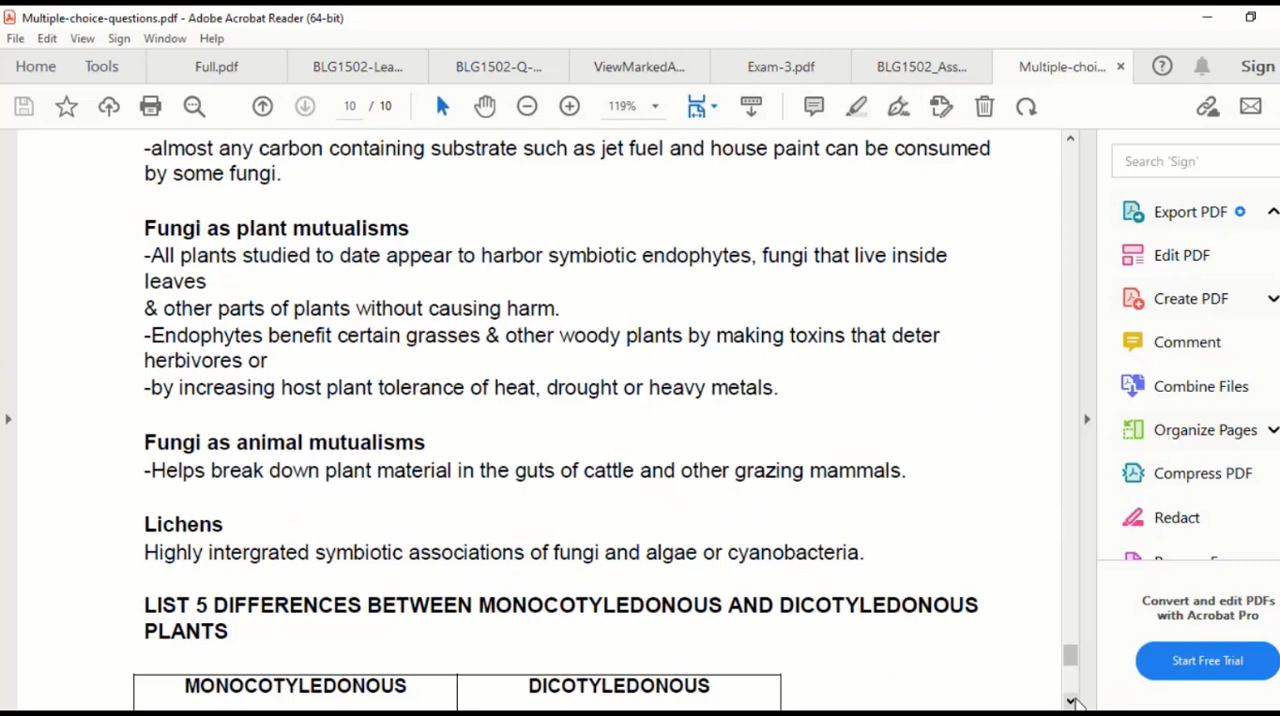 Multiple-choice-questions.pdf - Adobe Acrobat Reader (64-bit)
File Edit View Sign Window Help
Home Tools Full.pdf BLG1502-Lea... BLG1502-Q-... ViewMarkedA... Exam-3.pdf BLG1502_Ass... Multiple-choi... × Sign
10 / 10 119%
-almost any carbon containing substrate such as jet fuel and house paint can be consumed
by some fungi.
Fungi as plant mutualisms
-All plants studied to date appear to harbor symbiotic endophytes, fungi that live inside
leaves
& other parts of plants without causing harm.
-Endophytes benefit certain grasses & other woody plants by making toxins that deter
herbivores or
-by increasing host plant tolerance of heat, drought or heavy metals.
Fungi as animal mutualisms
-Helps break down plant material in the guts of cattle and other grazing mammals.
Lichens
Highly intergrated symbiotic associations of fungi and algae or cyanobacteria.
LIST 5 DIFFERENCES BETWEEN MONOCOTYLEDONOUS AND DICOTYLEDONOUS
PLANTS
MONOCOTYLEDONOUS DICOTYLEDONOUS
Search 'Sign'
Export PDF
Edit PDF
Create PDF
Comment
Combine Files
Organize Pages
Compress PDF
Redact
Convert and edit PDFs
with Acrobat Pro
Start Free Trial